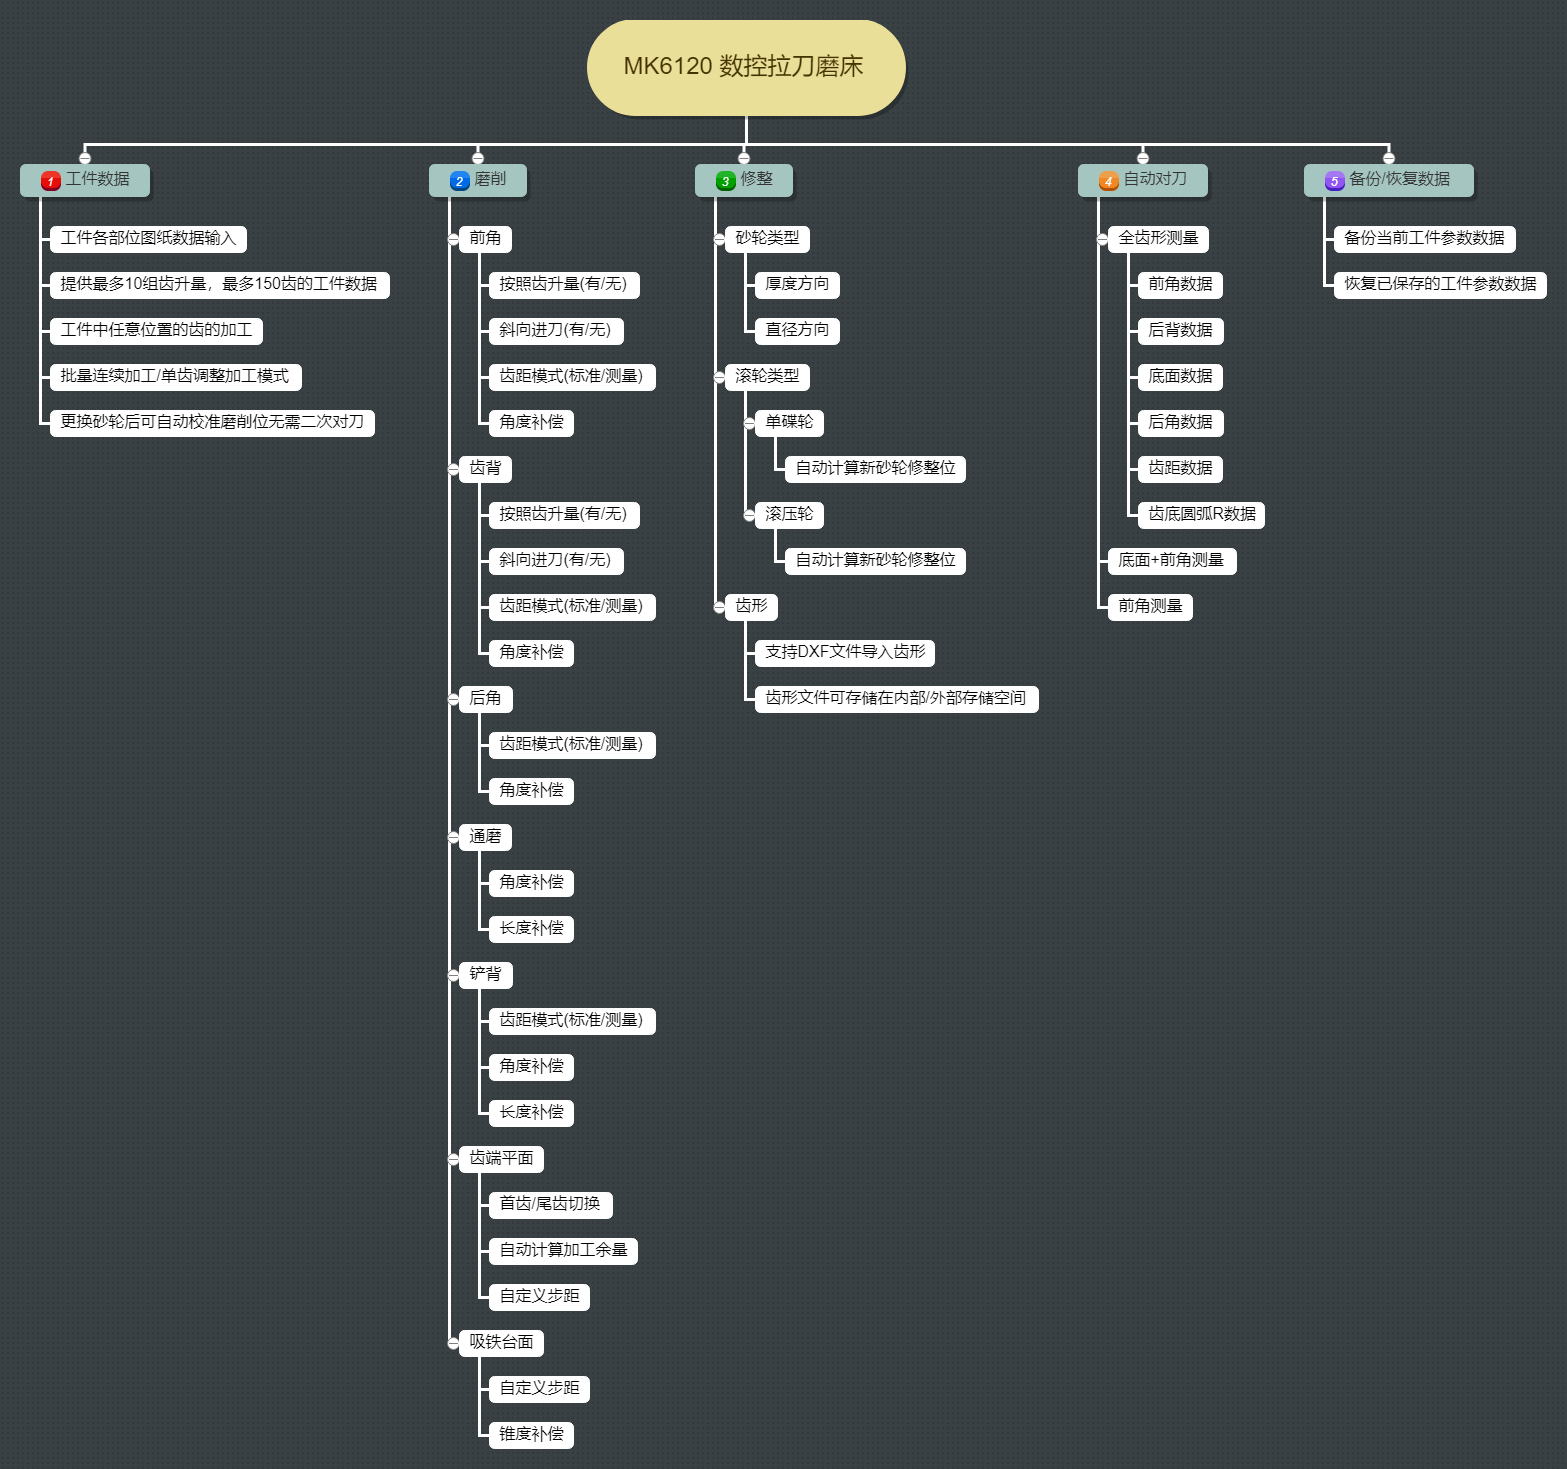 MK6120 数控拉刀磨床
1 工件数据
工件各部位图纸数据输入
提供最多10组齿升量，最多150齿的工件数据
工件中任意位置的齿的加工
批量连续加工/单齿调整加工模式
更换砂轮后可自动校准磨削位无需二次对刀
2 磨削
前角
按照齿升量(有/无)
斜向进刀(有/无)
齿距模式(标准/测量)
角度补偿
齿背
按照齿升量(有/无)
斜向进刀(有/无)
齿距模式(标准/测量)
角度补偿
后角
齿距模式(标准/测量)
角度补偿
通磨
角度补偿
长度补偿
铲背
齿距模式(标准/测量)
角度补偿
长度补偿
齿端平面
首齿/尾齿切换
自动计算加工余量
自定义步距
吸铁台面
自定义步距
锥度补偿
3 修整
砂轮类型
厚度方向
直径方向
滚轮类型
单碟轮
自动计算新砂轮修整位
滚压轮
自动计算新砂轮修整位
齿形
支持DXF文件导入齿形
齿形文件可存储在内部/外部存储空间
4 自动对刀
全齿形测量
前角数据
后背数据
底面数据
后角数据
齿距数据
齿底圆弧R数据
底面+前角测量
前角测量
5 备份/恢复数据
备份当前工件参数数据
恢复已保存的工件参数数据